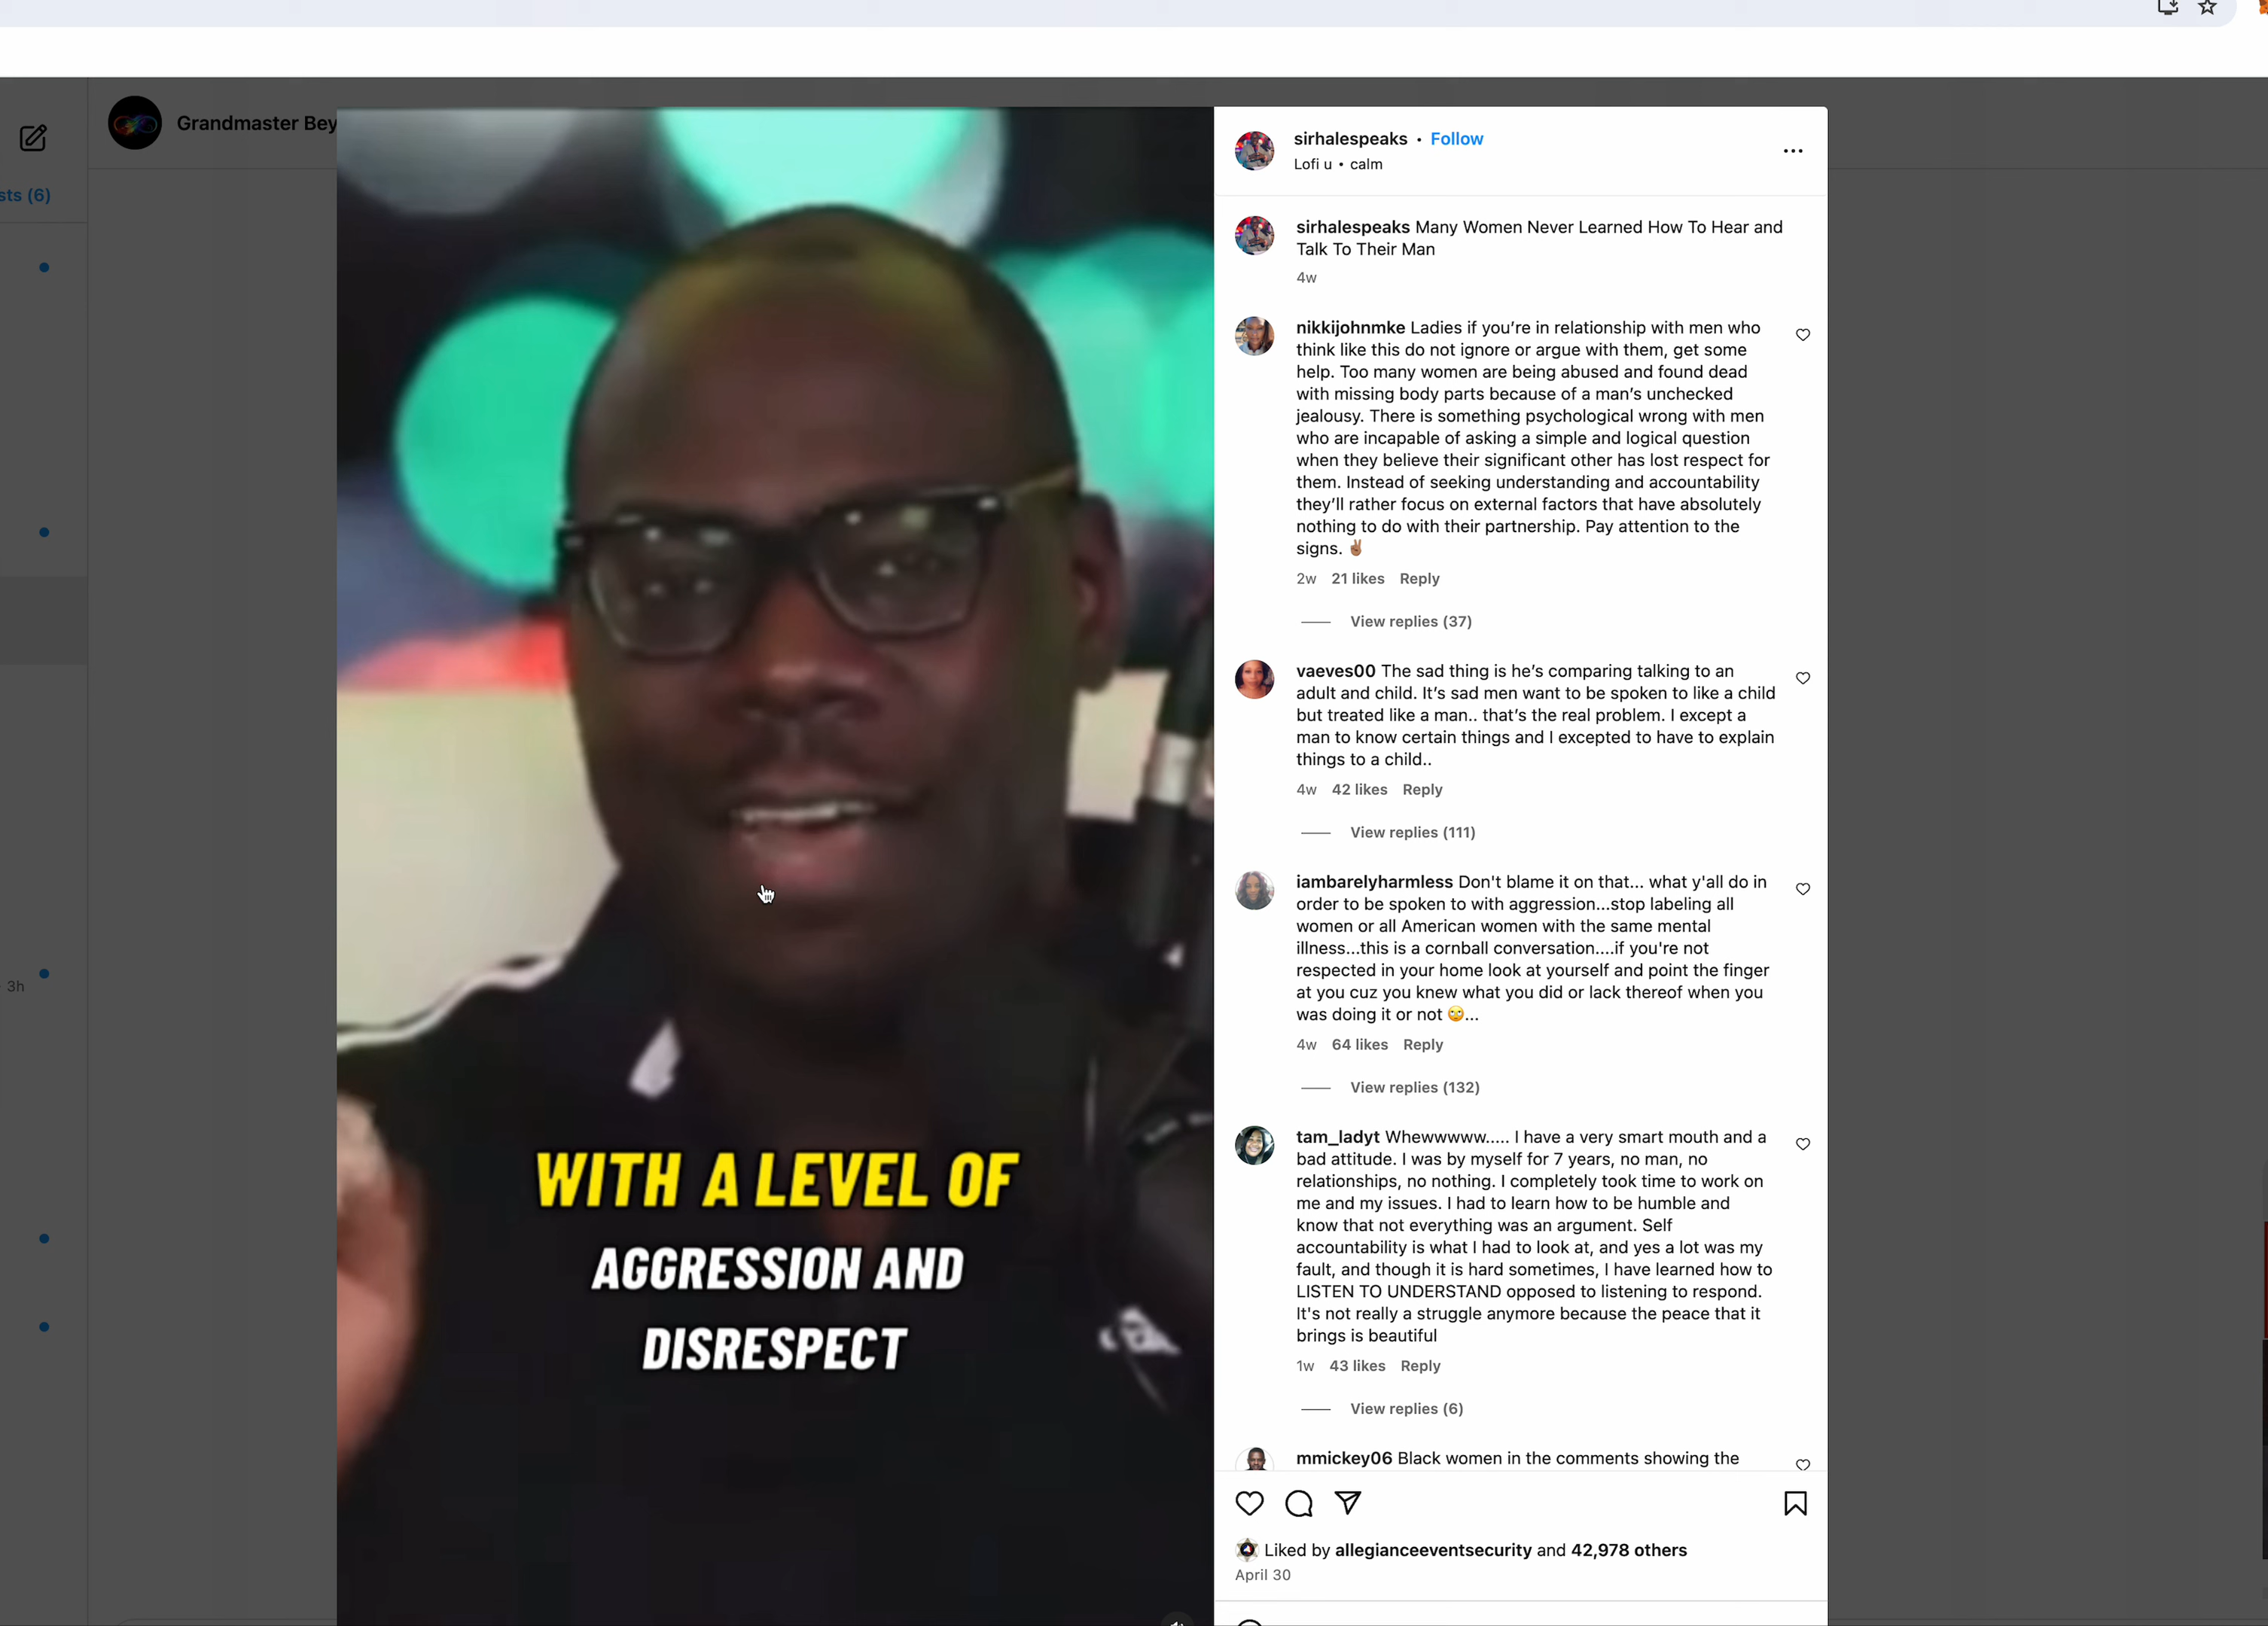 Grandmaster Bey
sts (6)
3h
WITH A LEVEL OF
AGGRESSION AND
DISRESPECT
sirhalespeaks • Follow
Lofi u • calm
sirhalespeaks Many Women Never Learned How To Hear and
Talk To Their Man
4w
nikkijohnmke Ladies if you’re in relationship with men who
think like this do not ignore or argue with them, get some
help. Too many women are being abused and found dead
with missing body parts because of a man’s unchecked
jealousy. There is something psychological wrong with men
who are incapable of asking a simple and logical question
when they believe their significant other has lost respect for
them. Instead of seeking understanding and accountability
they’ll rather focus on external factors that have absolutely
nothing to do with their partnership. Pay attention to the
signs. ✌🏽
2w 21 likes Reply
View replies (37)
vaeves00 The sad thing is he’s comparing talking to an
adult and child. It’s sad men want to be spoken to like a child
but treated like a man.. that’s the real problem. I except a
man to know certain things and I excepted to have to explain
things to a child..
4w 42 likes Reply
View replies (111)
iambarelyharmless Don't blame it on that... what y'all do in
order to be spoken to with aggression...stop labeling all
women or all American women with the same mental
illness...this is a cornball conversation....if you're not
respected in your home look at yourself and point the finger
at you cuz you knew what you did or lack thereof when you
was doing it or not 🙄...
4w 64 likes Reply
View replies (132)
tam_ladyt Whewwwww..... I have a very smart mouth and a
bad attitude. I was by myself for 7 years, no man, no
relationships, no nothing. I completely took time to work on
me and my issues. I had to learn how to be humble and
know that not everything was an argument. Self
accountability is what I had to look at, and yes a lot was my
fault, and though it is hard sometimes, I have learned how to
LISTEN TO UNDERSTAND opposed to listening to respond.
It's not really a struggle anymore because the peace that it
brings is beautiful
1w 43 likes Reply
View replies (6)
mmickey06 Black women in the comments showing the
Liked by allegianceeventsecurity and 42,978 others
April 30